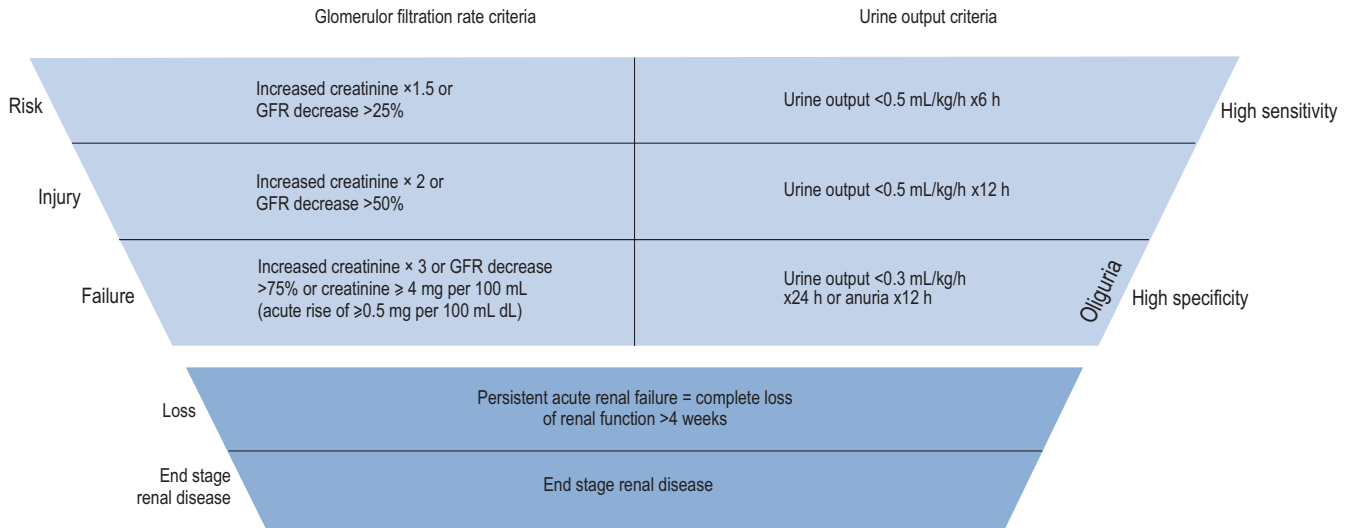 Glomerulor filtration rate criteria
Urine output criteria
Risk
Increased creatinine ×1.5 or
GFR decrease >25%
Urine output <0.5 mL/kg/h x6 h
High sensitivity
Injury
Increased creatinine × 2 or
GFR decrease >50%
Urine output <0.5 mL/kg/h x12 h
Failure
Increased creatinine × 3 or GFR decrease
>75% or creatinine ⩾ 4 mg per 100 mL
(acute rise of ⩾0.5 mg per 100 mL dL)
Urine output <0.3 mL/kg/h
x24 h or anuria x12 h
Oliguria
High specificity
Loss
Persistent acute renal failure = complete loss
of renal function >4 weeks
End stage
renal disease
End stage renal disease